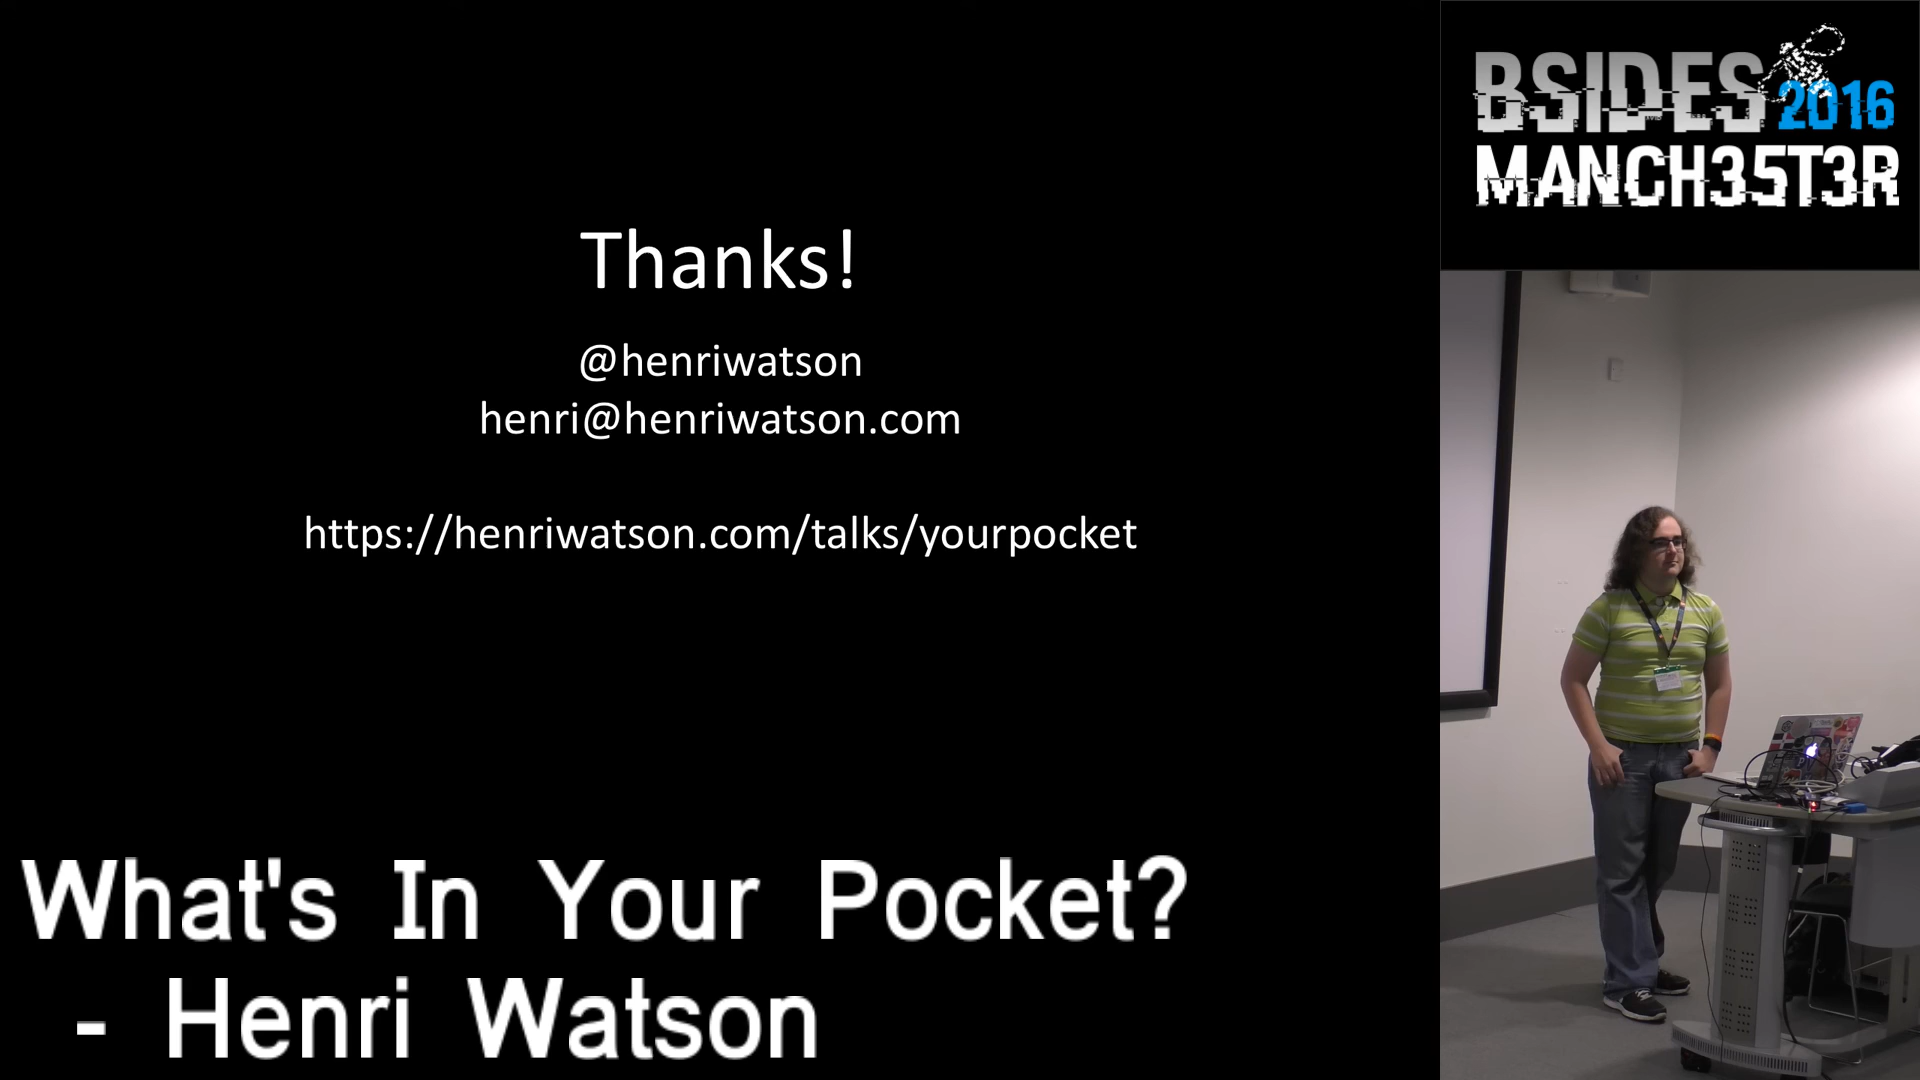 Thanks!
@henriwatson
henri@henriwatson.com
https://henriwatson.com/talks/yourpocket
What's In Your Pocket?
- Henri Watson
BSIDES 2016
MANCH35T3R